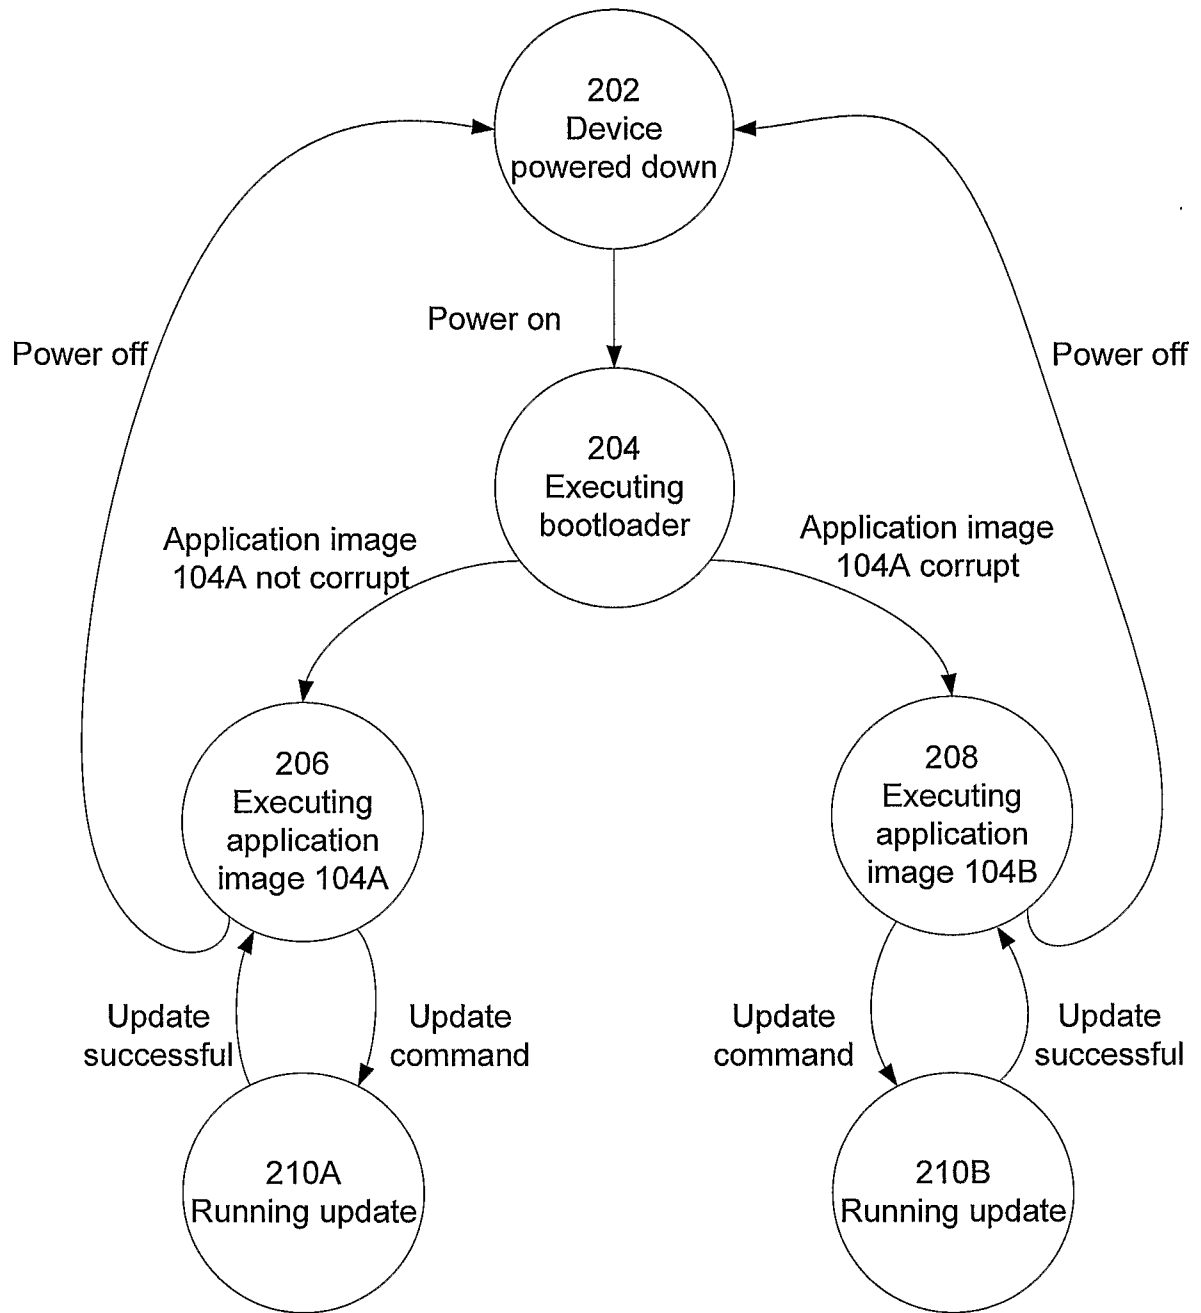 202
Device
powered down
Power on
Power off
Power off
204
Executing
bootloader
Application image
104A not corrupt
Application image
104A corrupt
206
Executing
application
image 104A
208
Executing
application
image 104B
Update
successful
Update
command
Update
command
Update
successful
210A
Running update
210B
Running update